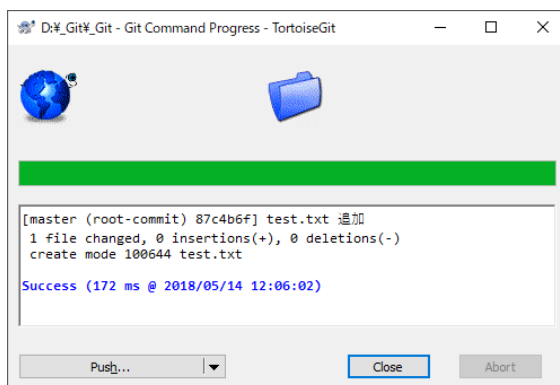 D:¥_Git¥_Git - Git Command Progress - TortoiseGit
[master (root-commit) 87c4b6f] test.txt 追加
1 file changed, 0 insertions(+), 0 deletions(-)
create mode 100644 test.txt
Success (172 ms @ 2018/05/14 12:06:02)
Push...
Close
Abort